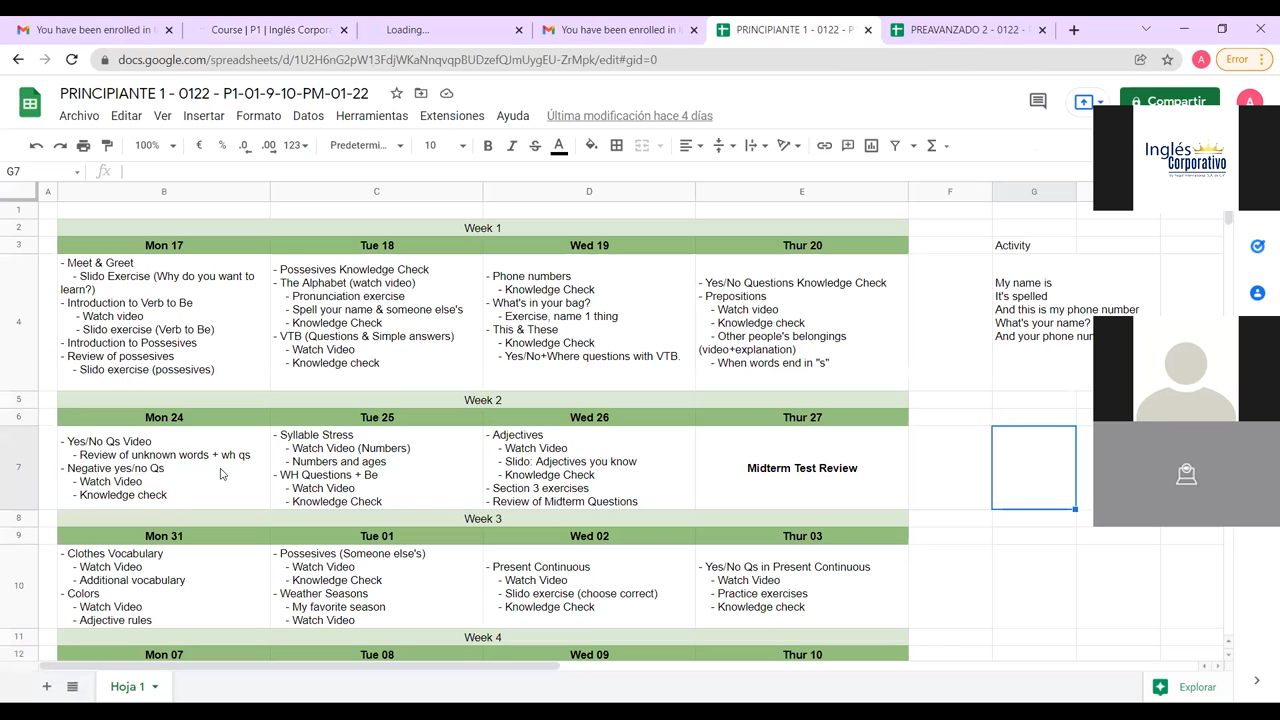 You have been enrolled in t
Course | P1 | Inglés Corpor
Loading...
You have been enrolled in
PRINCIPIANTE 1 - 0122 - P
PREAVANZADO 2 - 0122 -
docs.google.com/spreadsheets/d/
Error
PRINCIPIANTE 1 - 0122 - P1-01-9-10-PM-01-22
Compartir
A
Archivo Editar Ver Insertar Formato Datos Herramientas Extensiones Ayuda Última modificación hace 4 días
100% € % .0 .00 123 Predetermi... 10 B I S A
Inglés
Corporativo
G7 fx
A B C D E F G
1
2 Week 1
3 Mon 17 Tue 18 Wed 19 Thur 20 Activity
4
- Meet & Greet
- Slido Exercise (Why do you want to
learn?)
- Introduction to Verb to Be
- Watch video
- Slido exercise (Verb to Be)
- Introduction to Possesives
- Review of possesives
- Slido exercise (possesives)
- Possesives Knowledge Check
- The Alphabet (watch video)
- Pronunciation exercise
- Spell your name & someone else's
- Knowledge Check
- VTB (Questions & Simple answers)
- Watch Video
- Knowledge check
- Phone numbers
- Knowledge Check
- What's in your bag?
- Exercise, name 1 thing
- This & These
- Knowledge Check
- Yes/No+Where questions with VTB.
- Yes/No Questions Knowledge Check
- Prepositions
- Watch video
- Knowledge check
- Other people's belongings
(video+explanation)
- When words end in "s"
My name is
It's spelled
And this is my phone number
What's your name?
And your phone
5 Week 2
6 Mon 24 Tue 25 Wed 26 Thur 27
7
- Yes/No Qs Video
- Review of unknown words + wh qs
- Negative yes/no Qs
- Watch Video
- Knowledge check
- Syllable Stress
- Watch Video (Numbers)
- Numbers and ages
- WH Questions + Be
- Watch Video
- Knowledge Check
- Adjectives
- Watch Video
- Slido: Adjectives you know
- Knowledge Check
- Section 3 exercises
- Review of Midterm Questions
Midterm Test Review
8 Week 3
9 Mon 31 Tue 01 Wed 02 Thur 03
10
- Clothes Vocabulary
- Watch Video
- Additional vocabulary
- Colors
- Watch Video
- Adjective rules
- Possesives (Someone else's)
- Watch Video
- Knowledge Check
- Weather Seasons
- My favorite season
- Watch Video
- Present Continuous
- Watch Video
- Slido exercise (choose correct)
- Knowledge Check
- Yes/No Qs in Present Continuous
- Watch Video
- Practice exercises
- Knowledge check
11 Week 4
12 Mon 07 Tue 08 Wed 09 Thur 10
Hoja 1
Explorar